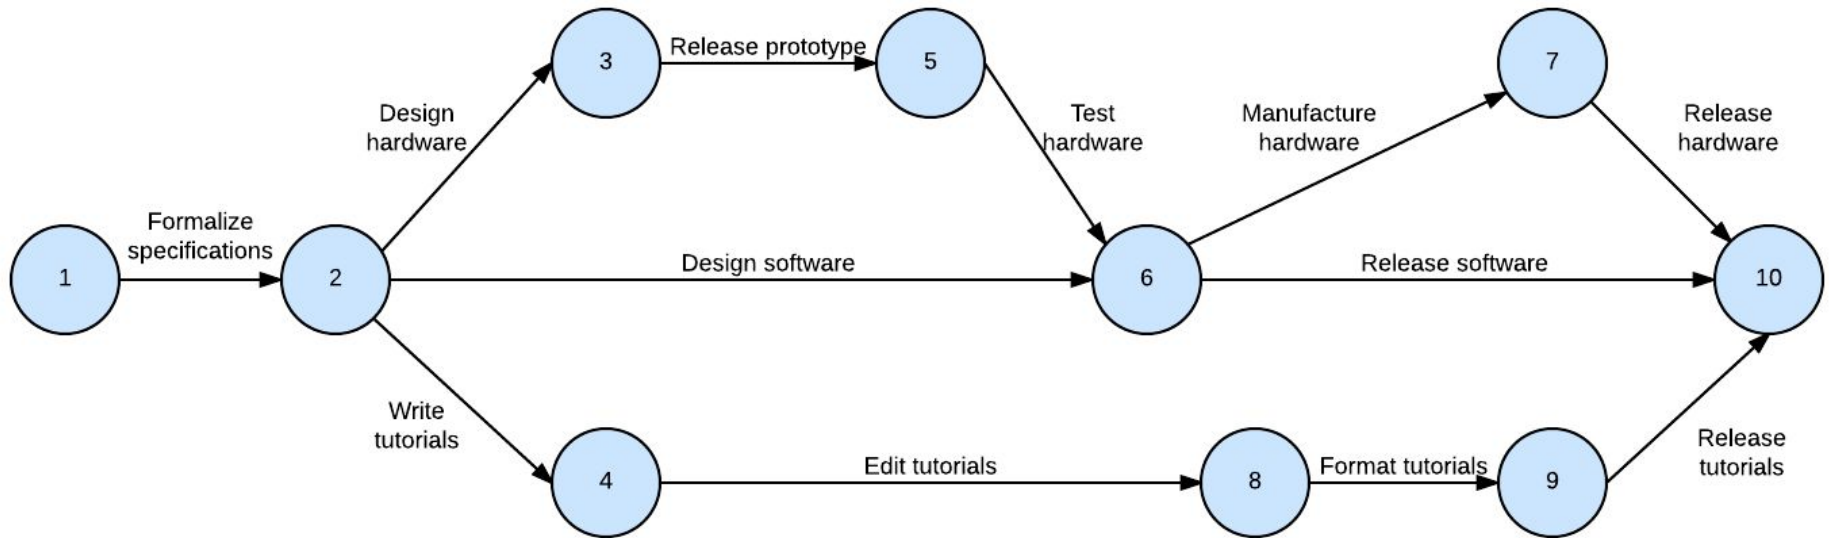 3
Release prototype
5
7
Design
hardware
Test
hardware
Manufacture
hardware
Release
hardware
Formalize
specifications
1
2
Design software
6
Release software
10
Write
tutorials
4
Edit tutorials
8
Format tutorials
9
Release
tutorials